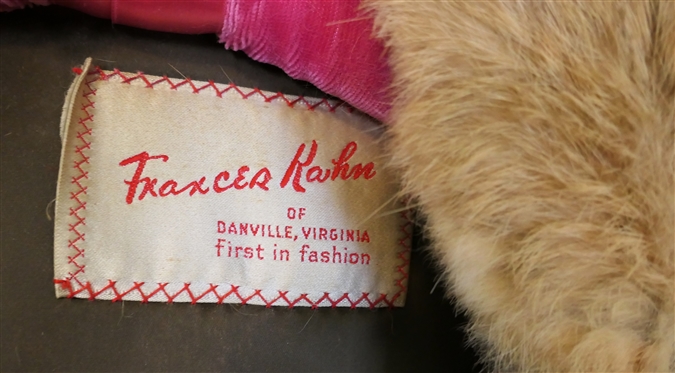 Frances Kahn
OF
DANVILLE, VIRGINIA
first in fashion